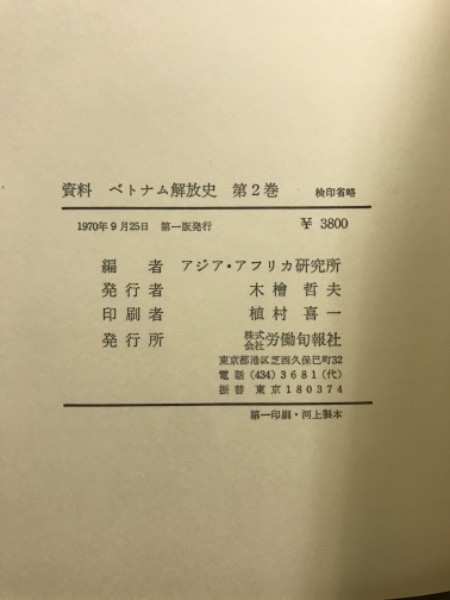 資料 ベトナム解放史 第2巻 検印省略
1970年9月25日 第一版発行 ¥ 3800
編者 アジア・アフリカ研究所
発行者 木檜哲夫
印刷者 植村喜一
発行所 株式会社 労働旬報社
東京都港区芝西久保巴町32
電話(434)3681(代)
振替 東京180374
第一印刷・河上製本